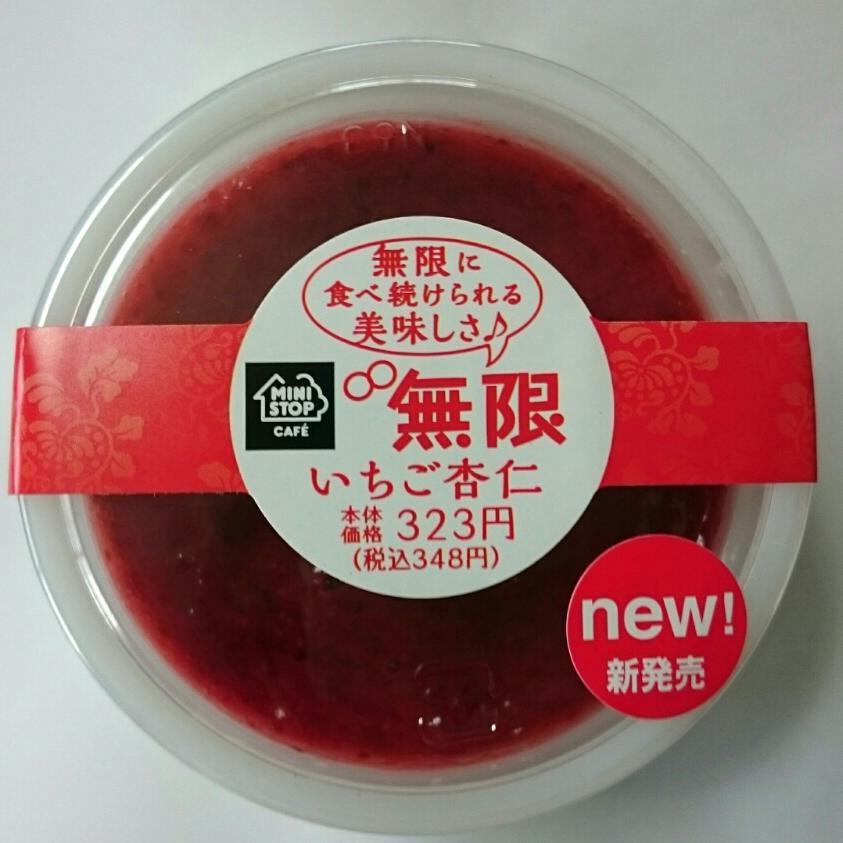 無限に
食べ続けられる
美味しさ♪
MINI
STOP
CAFÉ
無限
いちご杏仁
本体
価格 323円
(税込348円)
new!
新発売